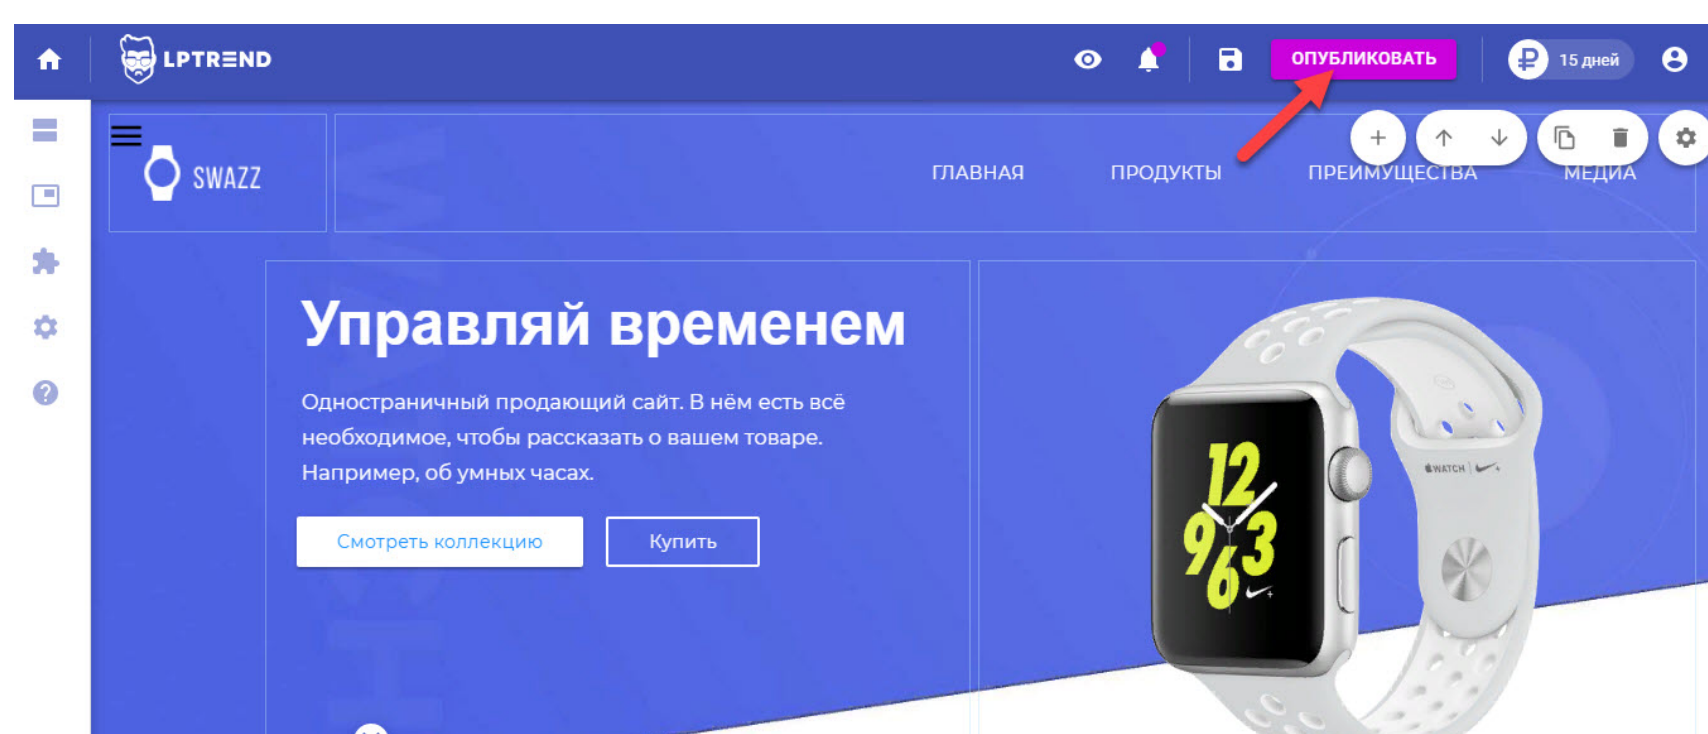 LPTREND
ОПУБЛИКОВАТЬ
₽ 15 дней
SWAZZ
ГЛАВНАЯ ПРОДУКТЫ ПРЕИМУЩЕСТВА МЕДИА
Управляй временем
Одностраничный продающий сайт. В нём есть всё
необходимое, чтобы рассказать о вашем товаре.
Например, об умных часах.
Смотреть коллекцию Купить
WATCH
12
9 3
6